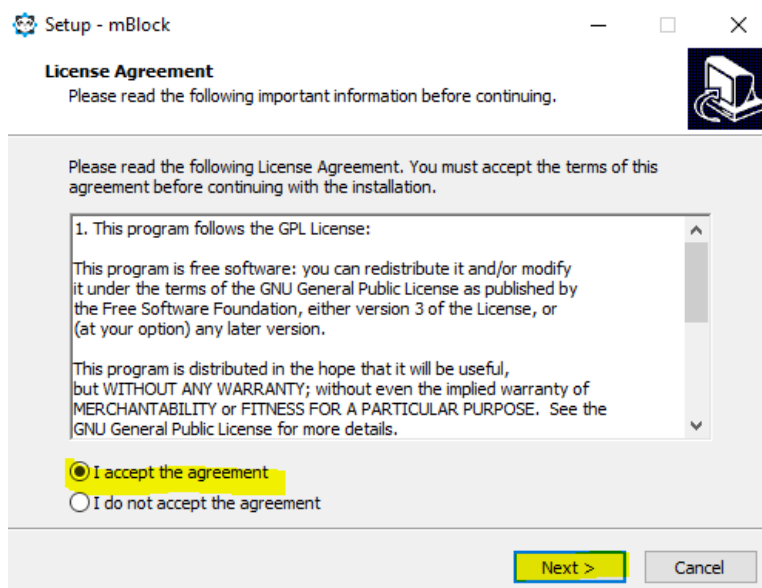 Setup - mBlock
License Agreement
Please read the following important information before continuing.
Please read the following License Agreement. You must accept the terms of this
agreement before continuing with the installation.
1. This program follows the GPL License:
This program is free software: you can redistribute it and/or modify
it under the terms of the GNU General Public License as published by
the Free Software Foundation, either version 3 of the License, or
(at your option) any later version.
This program is distributed in the hope that it will be useful,
but WITHOUT ANY WARRANTY; without even the implied warranty of
MERCHANTABILITY or FITNESS FOR A PARTICULAR PURPOSE.  See the
GNU General Public License for more details.
I accept the agreement
I do not accept the agreement
Next >
Cancel